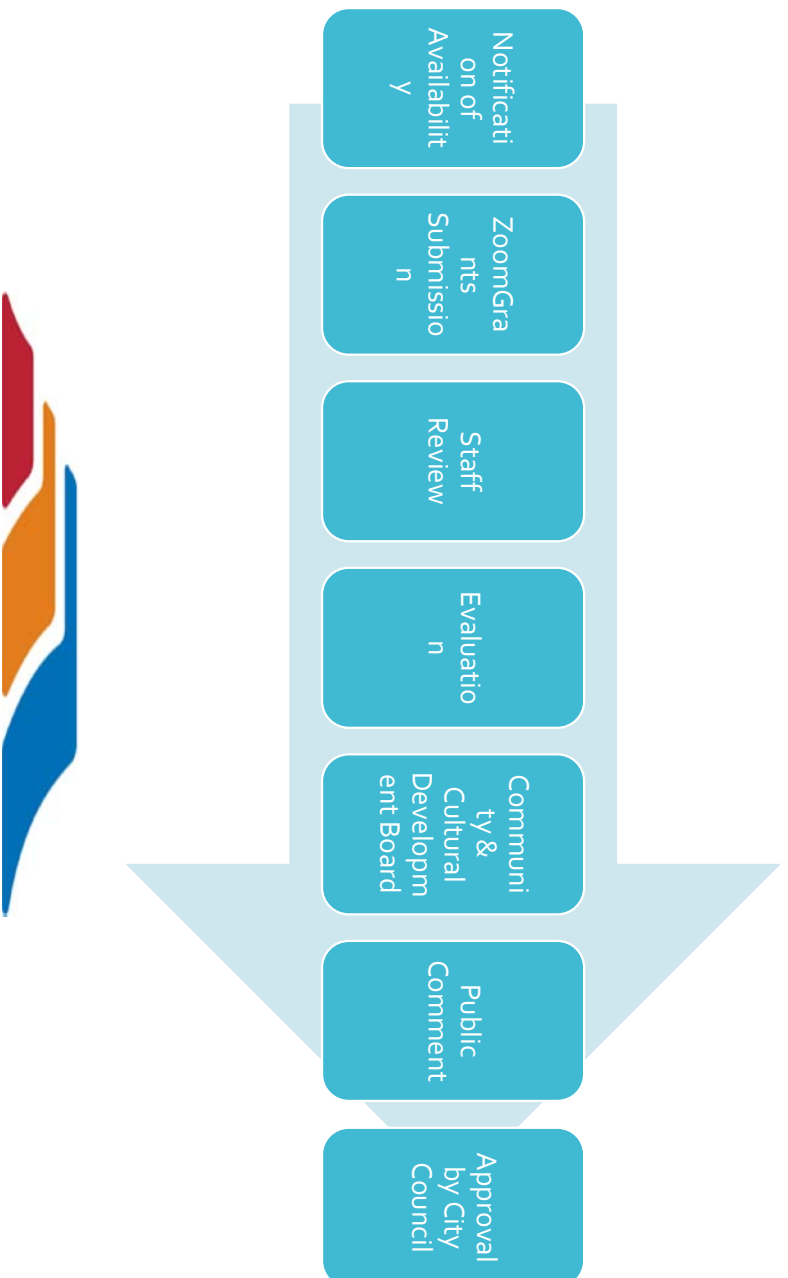 Notificati
on of
Availabilit
y
ZoomGra
nts
Submissio
n
Staff
Review
Evaluatio
n
Communi
ty &
Cultural
Developm
ent Board
Public
Comment
Approval
by City
Council